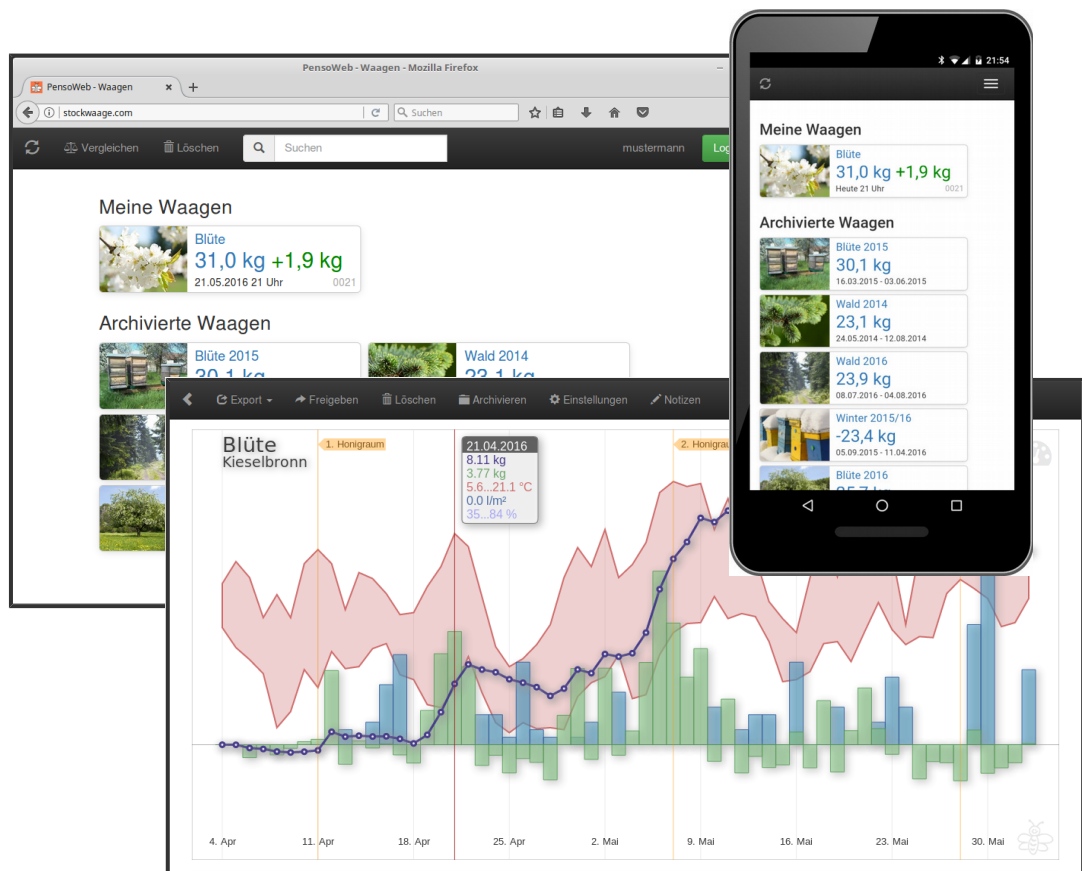 PensoWeb - Waagen - Mozilla Firefox
PensoWeb - Waagen
stockwaage.com
Suchen
Vergleichen
Löschen
Suchen
mustermann
Meine Waagen
Blüte
31,0 kg +1,9 kg
21.05.2016 21 Uhr 0021
Archivierte Waagen
Blüte 2015
30,1 kg
Wald 2014
23,1 kg
21:54
Meine Waagen
Blüte
31,0 kg +1,9 kg
Heute 21 Uhr 0021
Archivierte Waagen
Blüte 2015
30,1 kg
16.03.2015 - 03.06.2015
Wald 2014
23,1 kg
24.05.2014 - 12.08.2014
Wald 2016
23,9 kg
08.07.2016 - 04.08.2016
Winter 2015/16
-23,4 kg
05.09.2015 - 11.04.2016
Blüte 2016
Export
Freigeben
Löschen
Archivieren
Einstellungen
Notizen
Blüte
Kieselbronn
1. Honigraum
21.04.2016
8.11 kg
3.77 kg
5.6...21.1 °C
0.0 l/m²
35...84 %
2. Honigrau
4. Apr
11. Apr
18. Apr
25. Apr
2. Mai
9. Mai
16. Mai
23. Mai
30. Mai